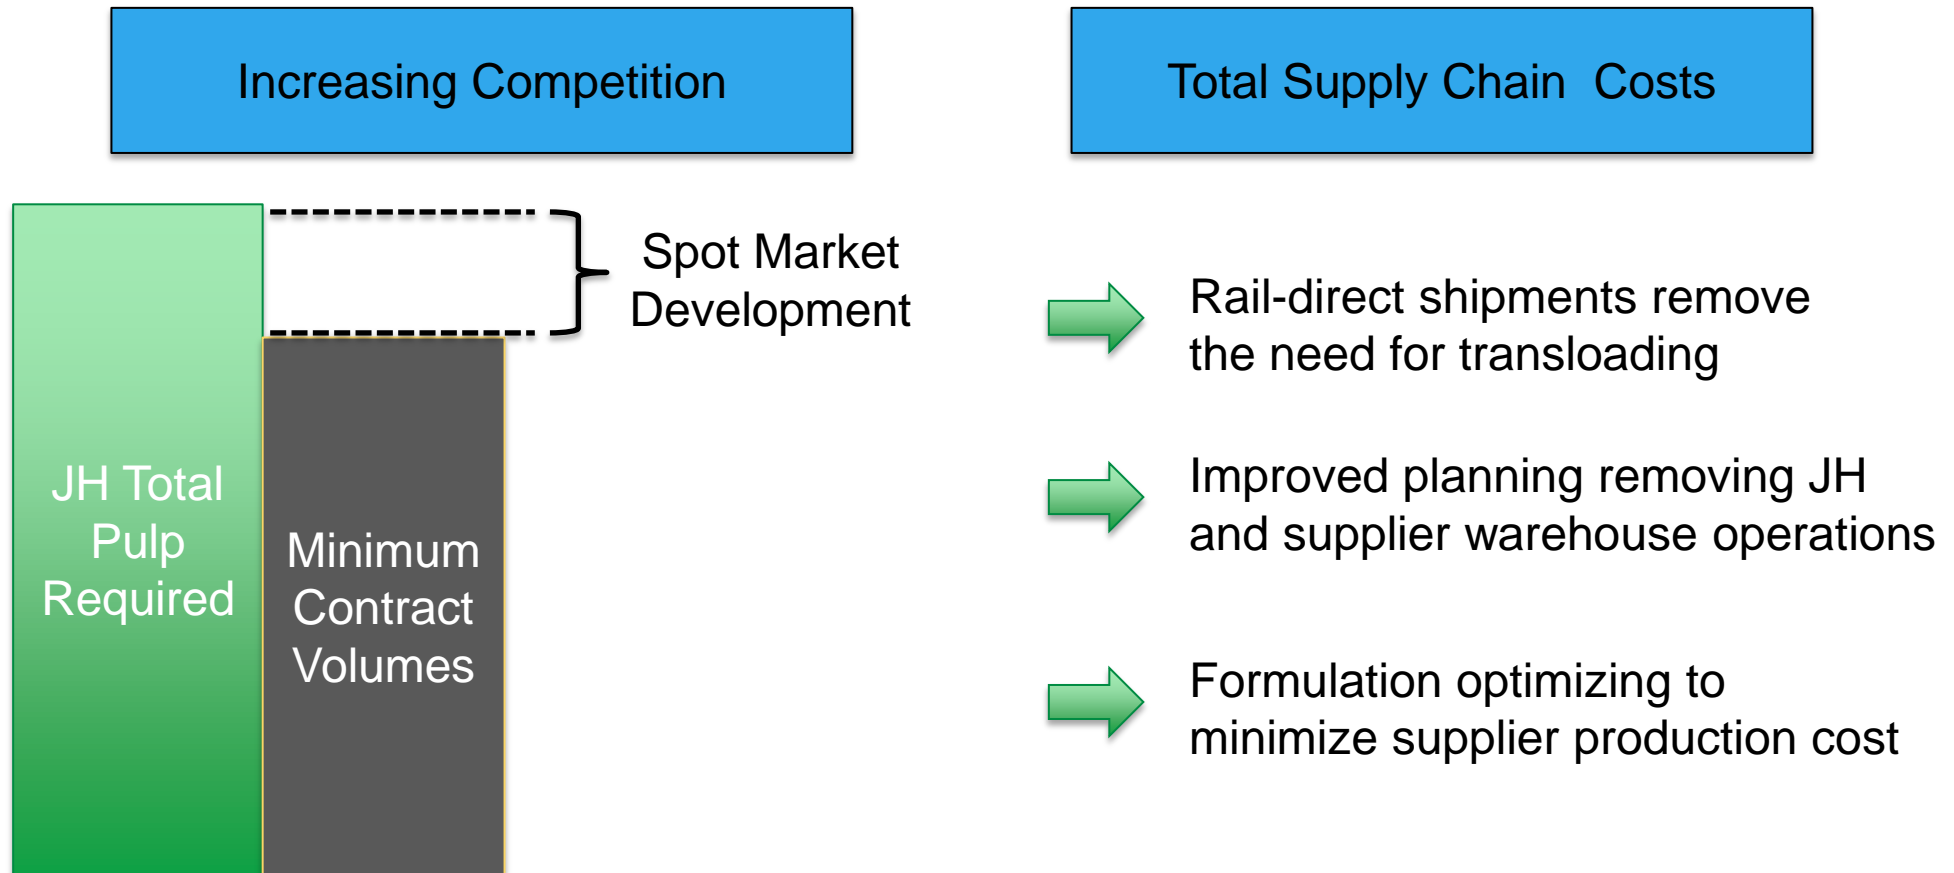 Increasing Competition
Total Supply Chain Costs
Spot Market
Development
JH Total
Pulp
Required
Minimum
Contract
Volumes
Rail-direct shipments remove
the need for transloading
Improved planning removing JH
and supplier warehouse operations
Formulation optimizing to
minimize supplier production cost